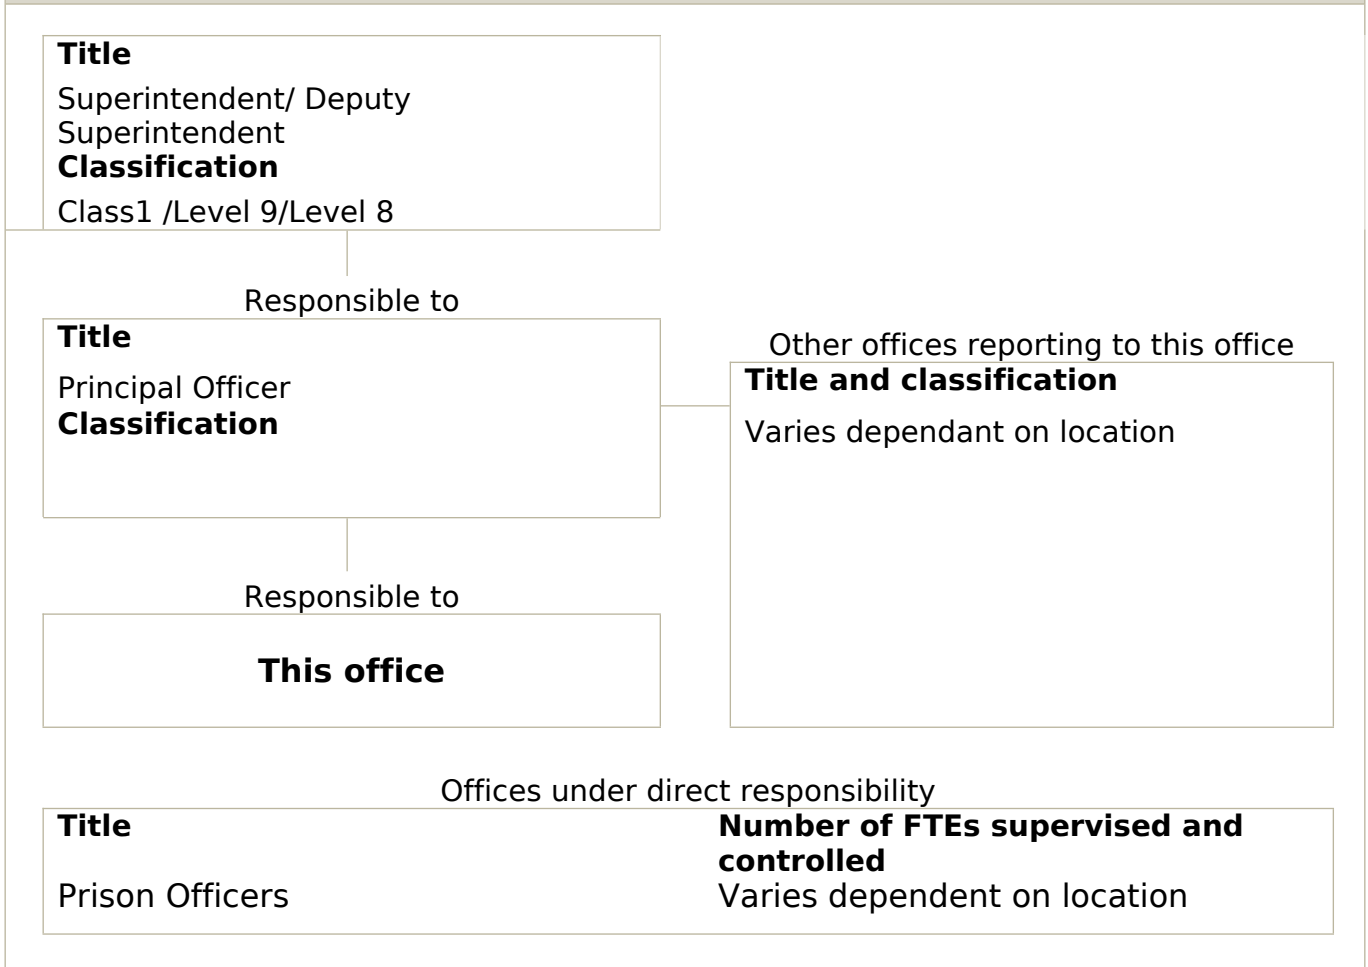 Title
Superintendent/ Deputy
Superintendent
Classification
Class1 /Level 9/Level 8
Responsible to
Title
Principal Officer
Classification
Other offices reporting to this office
Title and classification
Varies dependant on location
Responsible to
This office
Offices under direct responsibility
Title
Number of FTEs supervised and
controlled
Prison Officers
Varies dependent on location